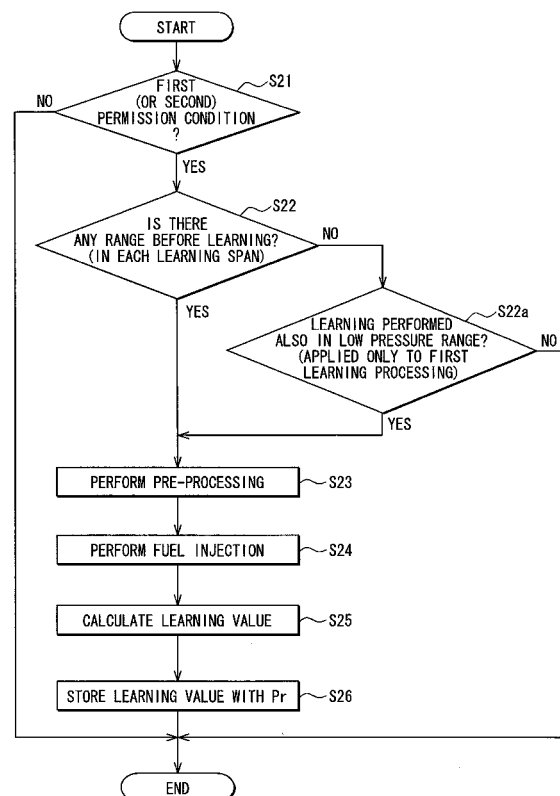 START
FIRST
(OR SECOND)
PERMISSION CONDITION
?
S21
NO
YES
IS THERE
ANY RANGE BEFORE LEARNING?
(IN EACH LEARNING SPAN)
S22
NO
YES
LEARNING PERFORMED
ALSO IN LOW PRESSURE RANGE?
(APPLIED ONLY TO FIRST
LEARNING PROCESSING)
S22a
NO
YES
PERFORM PRE-PROCESSING
S23
PERFORM FUEL INJECTION
S24
CALCULATE LEARNING VALUE
S25
STORE LEARNING VALUE WITH Pr
S26
END